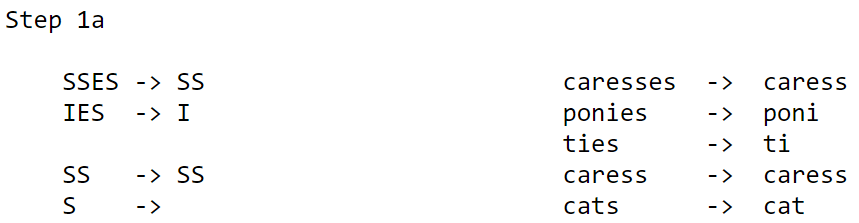 Step 1a
SSES -> SS caresses -> caress
IES -> I ponies -> poni
ties -> ti
SS -> SS caress -> caress
S -> cats -> cat